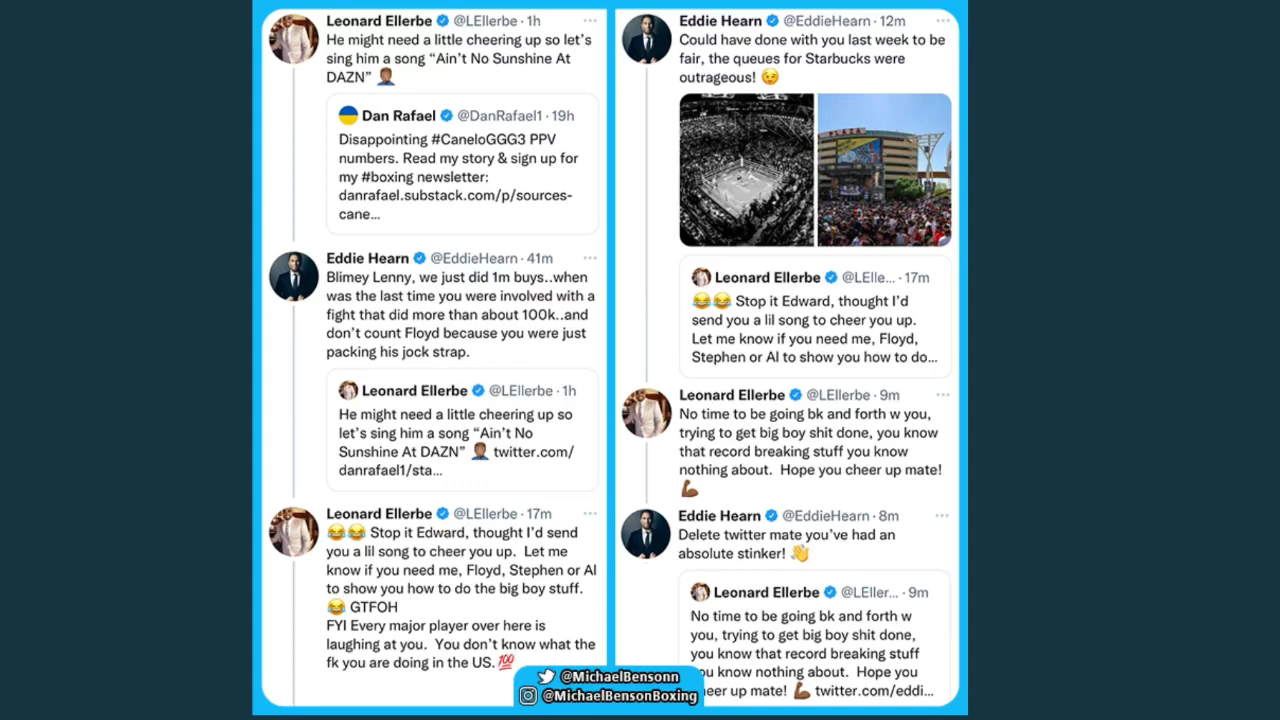 Leonard Ellerbe @LEllerbe · 1h
He might need a little cheering up so let's
sing him a song “Ain't No Sunshine At
DAZN” 🤦🏾‍♂️
Dan Rafael @DanRafael1 · 19h
Disappointing #CaneloGGG3 PPV
numbers. Read my story & sign up for
my #boxing newsletter:
danrafael.substack.com/p/sources-
cane...
Eddie Hearn @EddieHearn · 41m
Blimey Lenny, we just did 1m buys..when
was the last time you were involved with a
fight that did more than about 100k..and
don't count Floyd because you were just
packing his jock strap.
Leonard Ellerbe @LEllerbe · 1h
He might need a little cheering up so
let's sing him a song “Ain't No
Sunshine At DAZN” 🤦🏾‍♂️ twitter.com/
danrafael1/sta...
Leonard Ellerbe @LEllerbe · 17m
😂😂 Stop it Edward, thought I'd send
you a lil song to cheer you up. Let me
know if you need me, Floyd, Stephen or Al
to show you how to do the big boy stuff.
😂 GTFOH
FYI Every major player over here is
laughing at you. You don't know what the
fk you are doing in the US. 💯
Eddie Hearn @EddieHearn · 12m
Could have done with you last week to be
fair, the queues for Starbucks were
outrageous! 😉
Leonard Ellerbe @LElle... · 17m
😂😂 Stop it Edward, thought I'd
send you a lil song to cheer you up.
Let me know if you need me, Floyd,
Stephen or Al to show you how to do...
Leonard Ellerbe @LEllerbe · 9m
No time to be going bk and forth w you,
trying to get big boy shit done, you know
that record breaking stuff you know
nothing about. Hope you cheer up mate!
💪🏾
Eddie Hearn @EddieHearn · 8m
Delete twitter mate you've had an
absolute stinker! 👋
Leonard Ellerbe @LEller... · 9m
No time to be going bk and forth w
you, trying to get big boy shit done,
you know that record breaking stuff
you know nothing about. Hope you
cheer up mate! 💪🏾 twitter.com/eddi...
@MichaelBensonn
@MichaelBensonBoxing